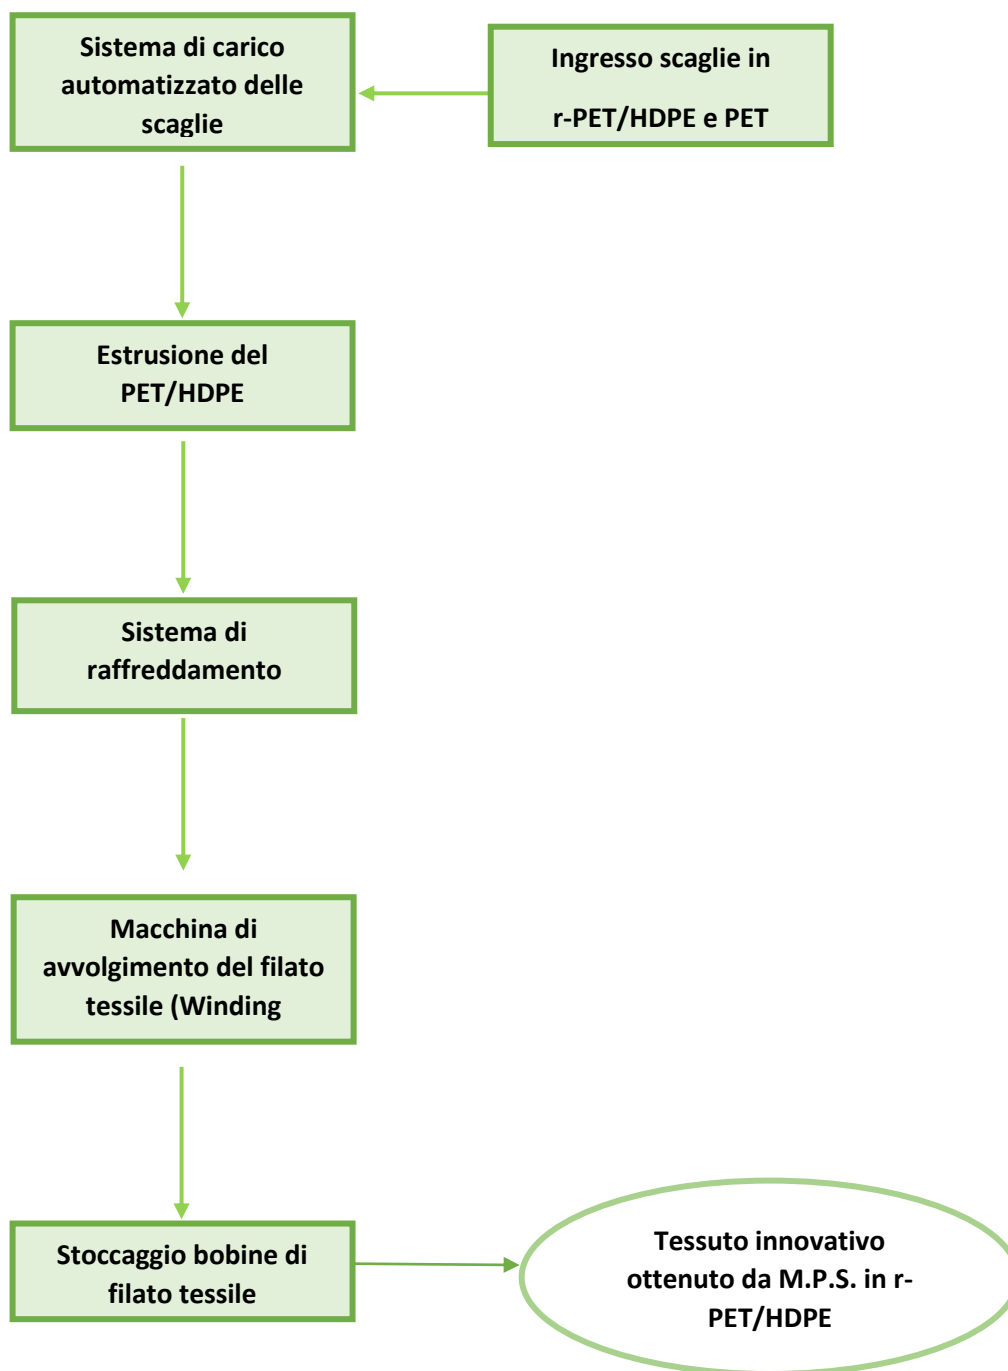 Sistema di carico
automatizzato delle
scaglie
Ingresso scaglie in
r-PET/HDPE e PET
Estrusione del
PET/HDPE
Sistema di
raffreddamento
Macchina di
avvolgimento del filato
tessile (Winding
Stoccaggio bobine di
filato tessile
Tessuto innovativo
ottenuto da M.P.S. in r-
PET/HDPE